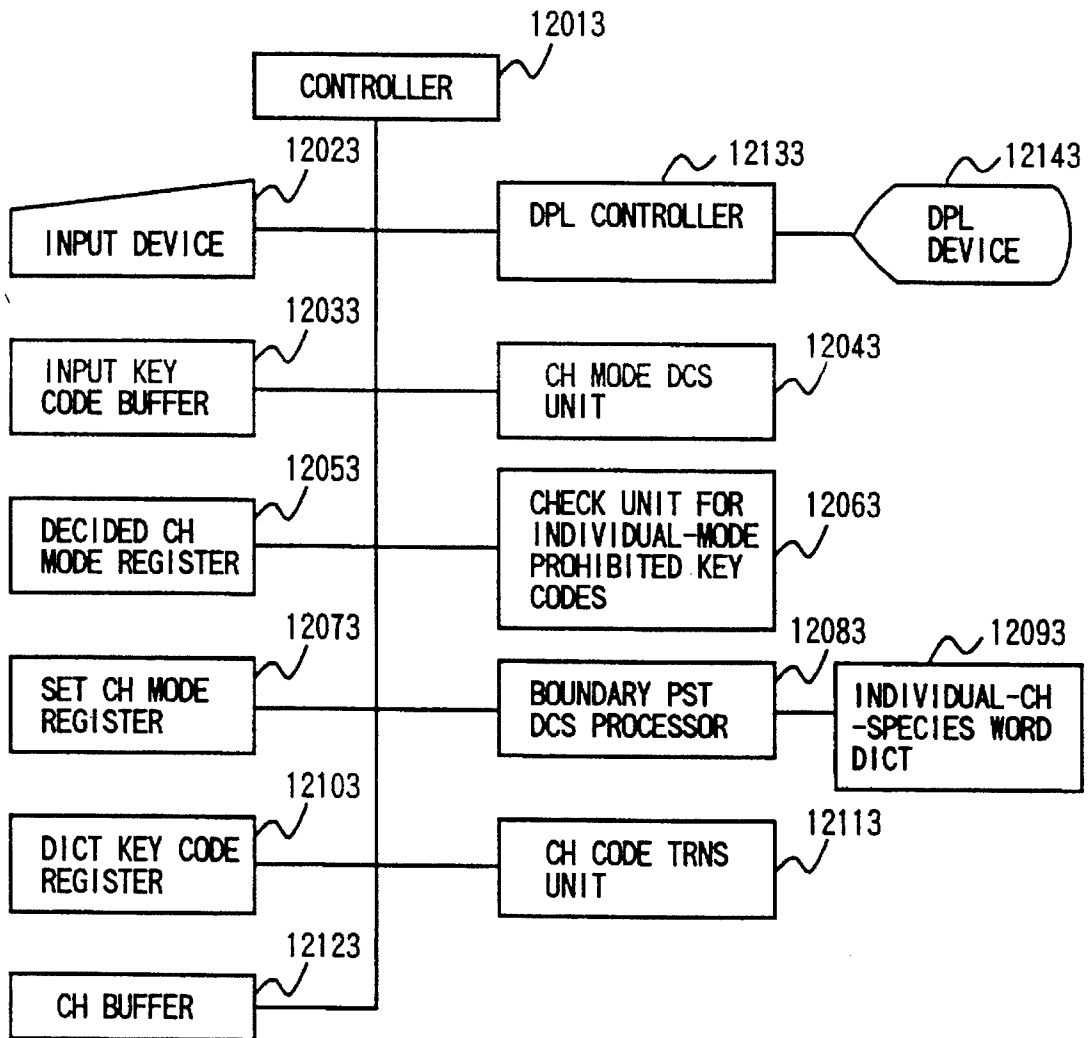 12013
CONTROLLER
12023
INPUT DEVICE
12133
DPL CONTROLLER
12143
DPL
DEVICE
12033
INPUT KEY
CODE BUFFER
12043
CH MODE DCS
UNIT
12053
DECIDED CH
MODE REGISTER
12063
CHECK UNIT FOR
INDIVIDUAL-MODE
PROHIBITED KEY
CODES
12073
SET CH MODE
REGISTER
12083
BOUNDARY PST
DCS PROCESSOR
12093
INDIVIDUAL-CH
-SPECIES WORD
DICT
12103
DICT KEY CODE
REGISTER
12113
CH CODE TRNS
UNIT
12123
CH BUFFER